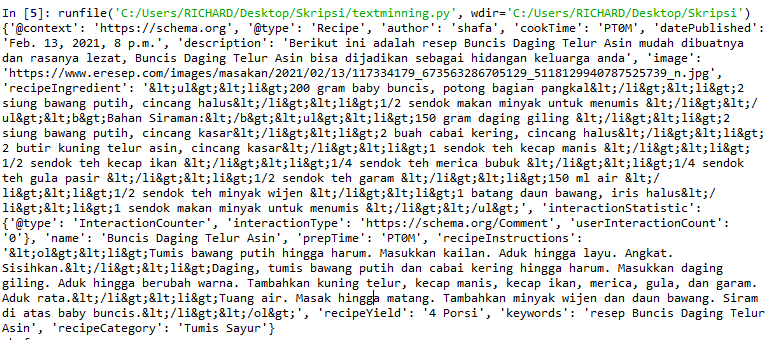 In [5]: runfile('C:/Users/RICHARD/Desktop/Skripsi/textminning.py', wdir='C:/Users/RICHARD/Desktop/Skripsi')
{'@context': 'https://schema.org', '@type': 'Recipe', 'author': 'shafa', 'cookTime': 'PT0M', 'datePublished':
'Feb. 13, 2021, 8 p.m.', 'description': 'Berikut ini adalah resep Buncis Daging Telur Asin mudah dibuatnya
dan rasanya lezat, Buncis Daging Telur Asin bisa dijadikan sebagai hidangan keluarga anda', 'image':
'https://www.eresep.com/images/masakan/2021/02/13/117334179_673563286705129_5118129940787525739_n.jpg',
'recipeIngredient': '&lt;ul&gt;&lt;li&gt;200 gram baby buncis, potong bagian pangkal&lt;/li&gt;&lt;li&gt;2
siung bawang putih, cincang halus&lt;/li&gt;&lt;li&gt;1/2 sendok makan minyak untuk menumis &lt;/li&gt;&lt;/
ul&gt;&lt;b&gt;Bahan Siraman:&lt;/b&gt;&lt;ul&gt;&lt;li&gt;150 gram daging giling &lt;/li&gt;&lt;li&gt;2
siung bawang putih, cincang kasar&lt;/li&gt;&lt;li&gt;2 buah cabai kering, cincang halus&lt;/li&gt;&lt;li&gt;
2 butir kuning telur asin, cincang kasar&lt;/li&gt;&lt;li&gt;1 sendok teh kecap manis &lt;/li&gt;&lt;li&gt;
1/2 sendok teh kecap ikan &lt;/li&gt;&lt;li&gt;1/4 sendok teh merica bubuk &lt;/li&gt;&lt;li&gt;1/4 sendok
teh gula pasir &lt;/li&gt;&lt;li&gt;1/2 sendok teh garam &lt;/li&gt;&lt;li&gt;150 ml air &lt;/
li&gt;&lt;li&gt;1/2 sendok teh minyak wijen &lt;/li&gt;&lt;li&gt;1 batang daun bawang, iris halus&lt;/
li&gt;&lt;li&gt;1 sendok makan minyak untuk menumis &lt;/li&gt;&lt;/ul&gt;', 'interactionStatistic':
{'@type': 'InteractionCounter', 'interactionType': 'https://schema.org/Comment', 'userInteractionCount':
'0'}, 'name': 'Buncis Daging Telur Asin', 'prepTime': 'PT0M', 'recipeInstructions':
'&lt;ol&gt;&lt;li&gt;Tumis bawang putih hingga harum. Masukkan kailan. Aduk hingga layu. Angkat.
Sisihkan.&lt;/li&gt;&lt;li&gt;Daging, tumis bawang putih dan cabai kering hingga harum. Masukkan daging
giling. Aduk hingga berubah warna. Tambahkan kuning telur, kecap manis, kecap ikan, merica, gula, dan garam.
Aduk rata.&lt;/li&gt;&lt;li&gt;Tuang air. Masak hingga matang. Tambahkan minyak wijen dan daun bawang. Siram
di atas baby buncis.&lt;/li&gt;&lt;/ol&gt;', 'recipeYield': '4 Porsi', 'keywords': 'resep Buncis Daging Telur
Asin', 'recipeCategory': 'Tumis Sayur'}